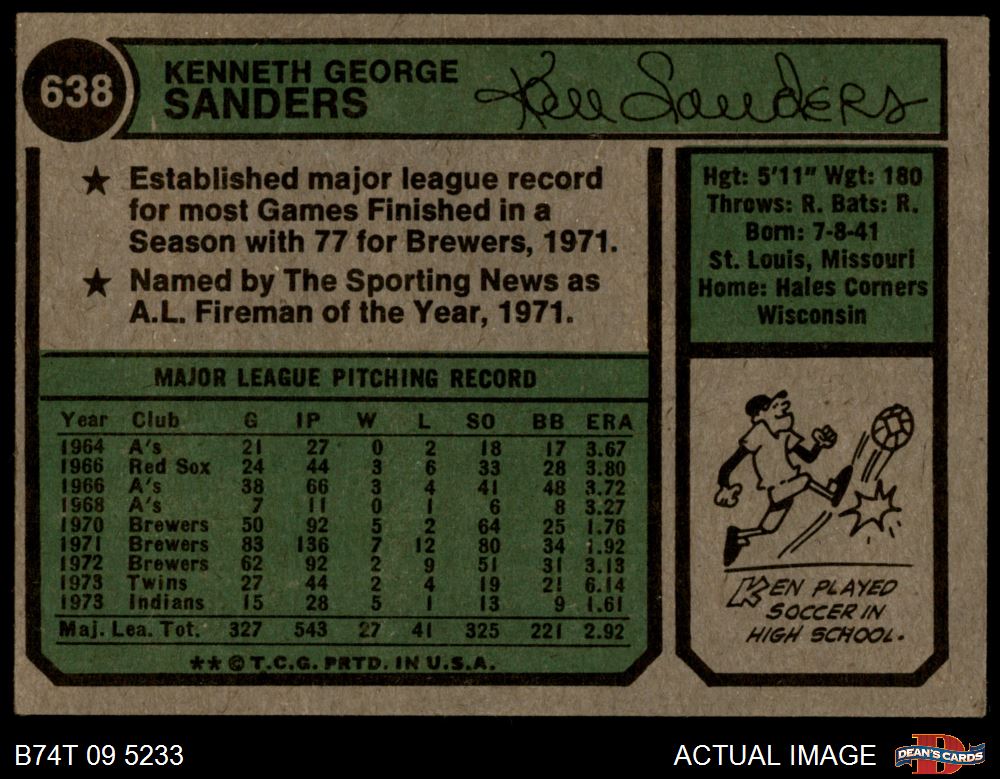 638
KENNETH GEORGE
SANDERS
Ken Sanders
★ Established major league record
for most Games Finished in a
Season with 77 for Brewers, 1971.
★ Named by The Sporting News as
A.L. Fireman of the Year, 1971.
Hgt: 5'11" Wgt: 180
Throws: R. Bats: R.
Born: 7-8-41
St. Louis, Missouri
Home: Hales Corners
Wisconsin
MAJOR LEAGUE PITCHING RECORD
Year Club G IP W L SO BB ERA
1964 A's 21 27 0 2 18 17 3.67
1966 Red Sox 24 44 3 6 33 28 3.80
1966 A's 38 66 3 4 41 48 3.72
1968 A's 7 11 0 1 6 8 3.27
1970 Brewers 50 92 5 2 64 25 1.76
1971 Brewers 83 136 7 12 80 34 1.92
1972 Brewers 62 92 2 9 51 31 3.13
1973 Twins 27 44 2 4 19 21 6.14
1973 Indians 15 28 5 1 13 9 1.61
Maj. Lea. Tot. 327 543 27 41 325 221 2.92
**© T.C.G. PRTD. IN U.S.A.
KEN PLAYED
SOCCER IN
HIGH SCHOOL.
B74T 09 5233
ACTUAL IMAGE
D
DEAN'S CARDS